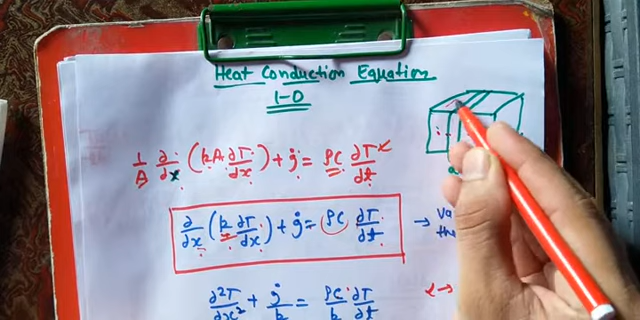 Heat Conduction Equation
1-D
1/A ∂/∂x (kA ∂T/∂x) + ġ = ρC ∂T/∂t
∂/∂x (k ∂T/∂x) + ġ = ρC ∂T/∂t →
∂²T/∂x² + ġ/k = ρC/k ∂T/∂t